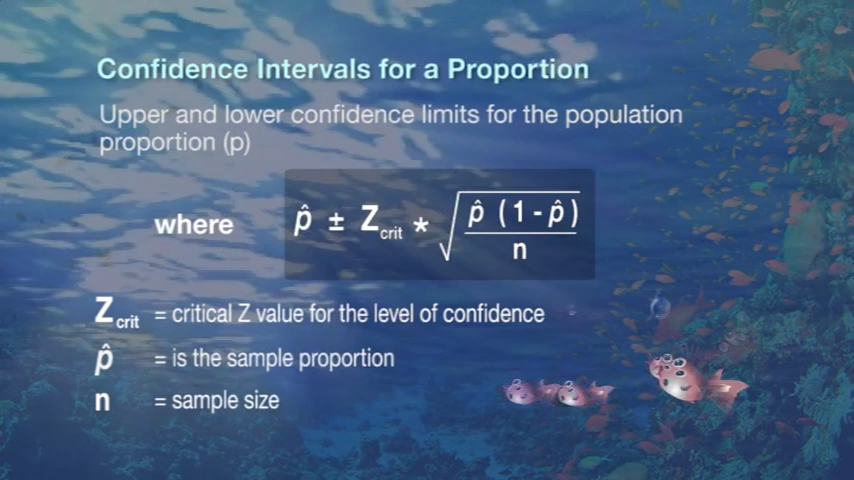 Confidence Intervals for a Proportion
Upper and lower confidence limits for the population
proportion (p)
where p̂ ± Z_crit * √(p̂ (1 - p̂) / n)
Z_crit = critical Z value for the level of confidence
p̂ = is the sample proportion
n = sample size